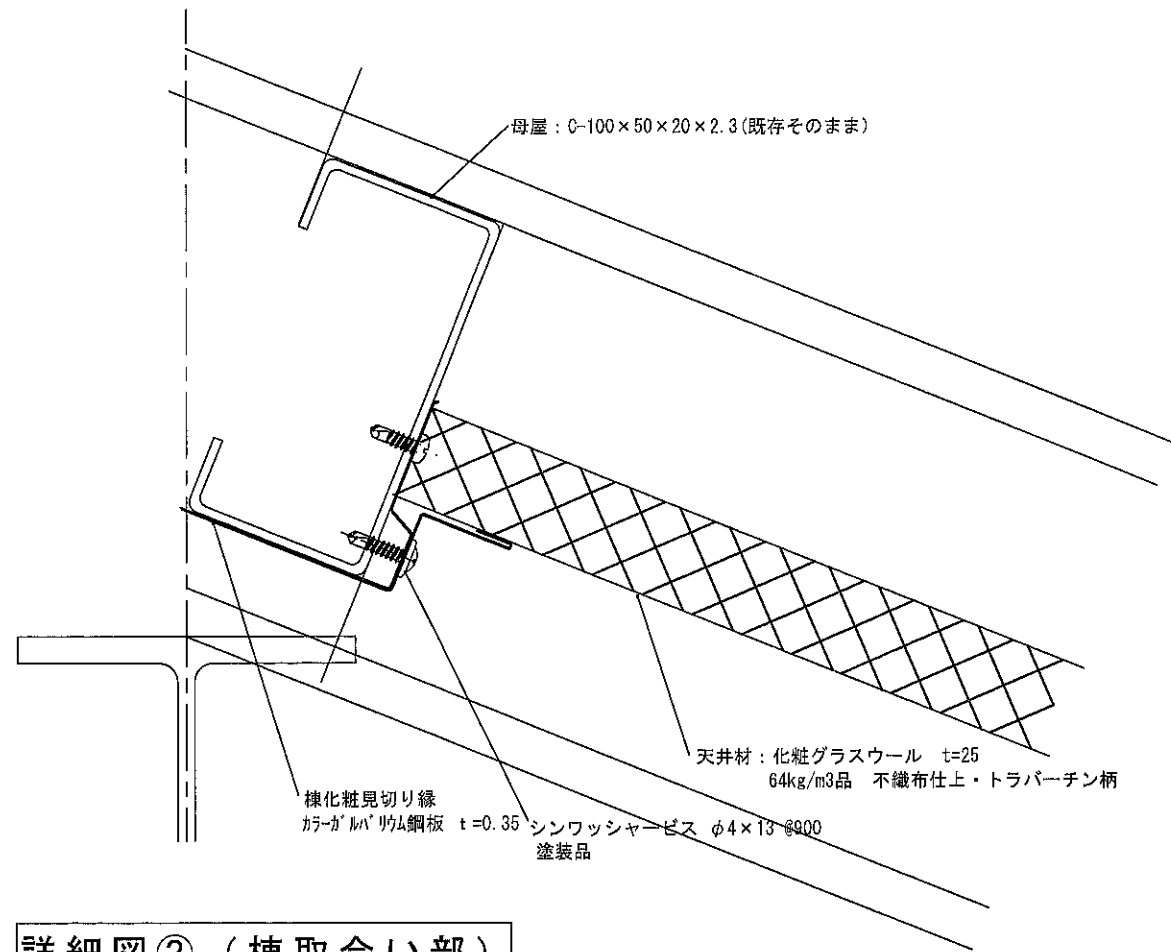 母屋：C-100×50×20×2.3(既存そのまま)
天井材：化粧グラスウール　t=25
64kg/m3品　不織布仕上・トラバーチン柄
棟化粧見切り縁
ｶﾗｰｶﾞﾙﾊﾞﾘｳﾑ鋼板　t=0.35
シンワッシャービス　φ4×13 @900
塗装品
詳細図②（棟取合い部）